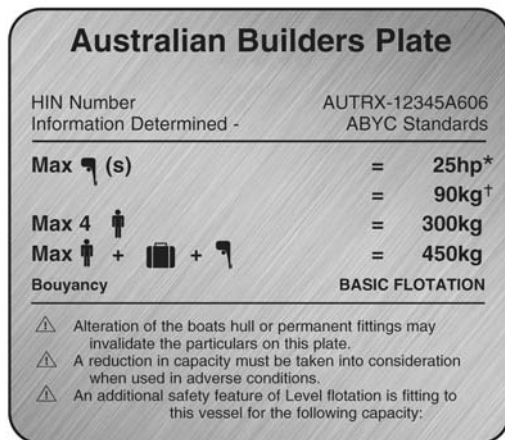 Australian Builders Plate
HIN Number AUTRX-12345A606
Information Determined - ABYC Standards
Max (s) = 25hp*
= 90kg†
Max 4 = 300kg
Max + + = 450kg
Bouyancy BASIC FLOTATION
Alteration of the boats hull or permanent fittings may
invalidate the particulars on this plate.
A reduction in capacity must be taken into consideration
when used in adverse conditions.
An additional safety feature of Level flotation is fitting to
this vessel for the following capacity: